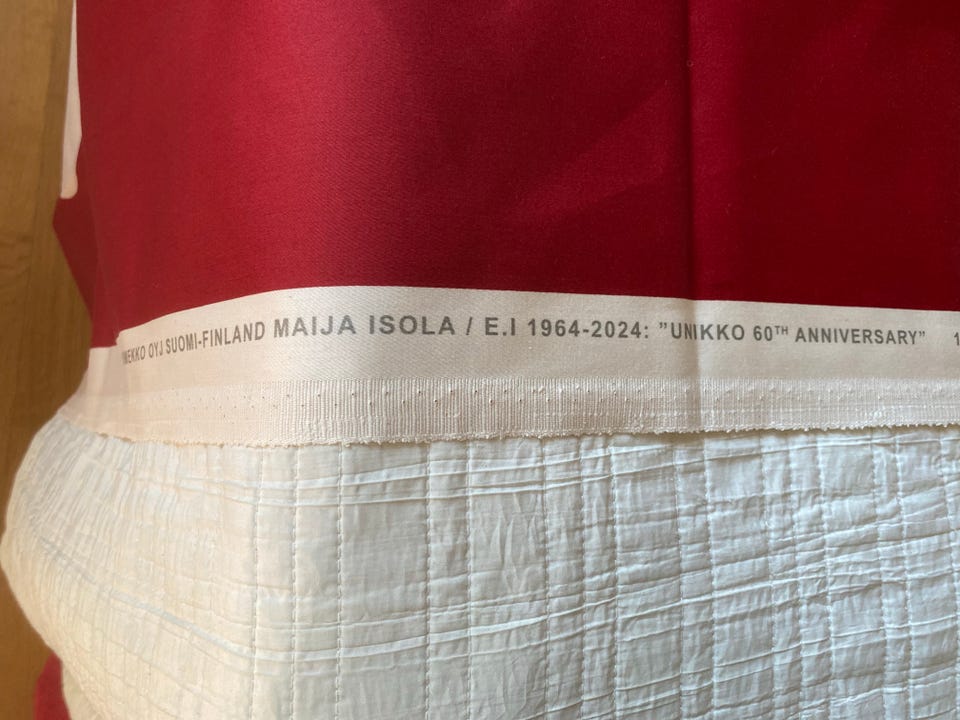 OYJ SUOMI-FINLAND MAIJA ISOLA / E.I 1964-2024: ”UNIKKO 60TH ANNIVERSARY”